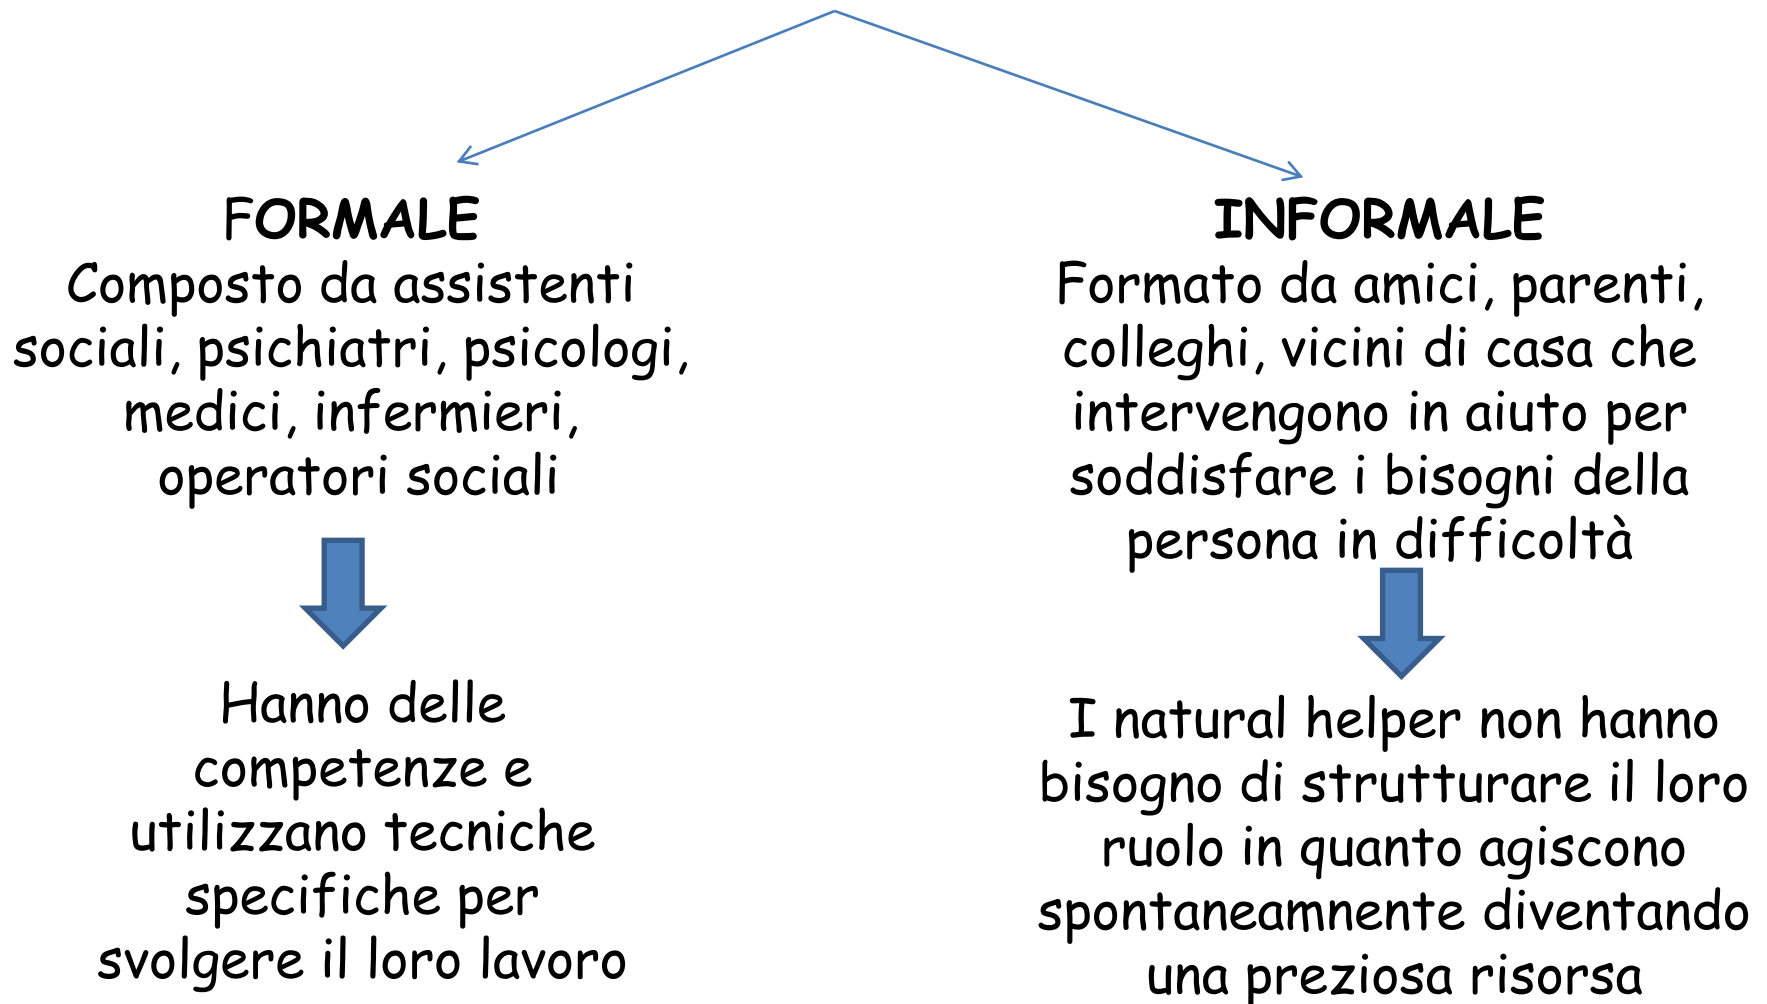 FORMALE
Composto da assistenti
sociali, psichiatri, psicologi,
medici, infermieri,
operatori sociali
Hanno delle
competenze e
utilizzano tecniche
specifiche per
svolgere il loro lavoro
INFORMALE
Formato da amici, parenti,
colleghi, vicini di casa che
intervengono in aiuto per
soddisfare i bisogni della
persona in difficoltà
I natural helper non hanno
bisogno di strutturare il loro
ruolo in quanto agiscono
spontaneamnente diventando
una preziosa risorsa